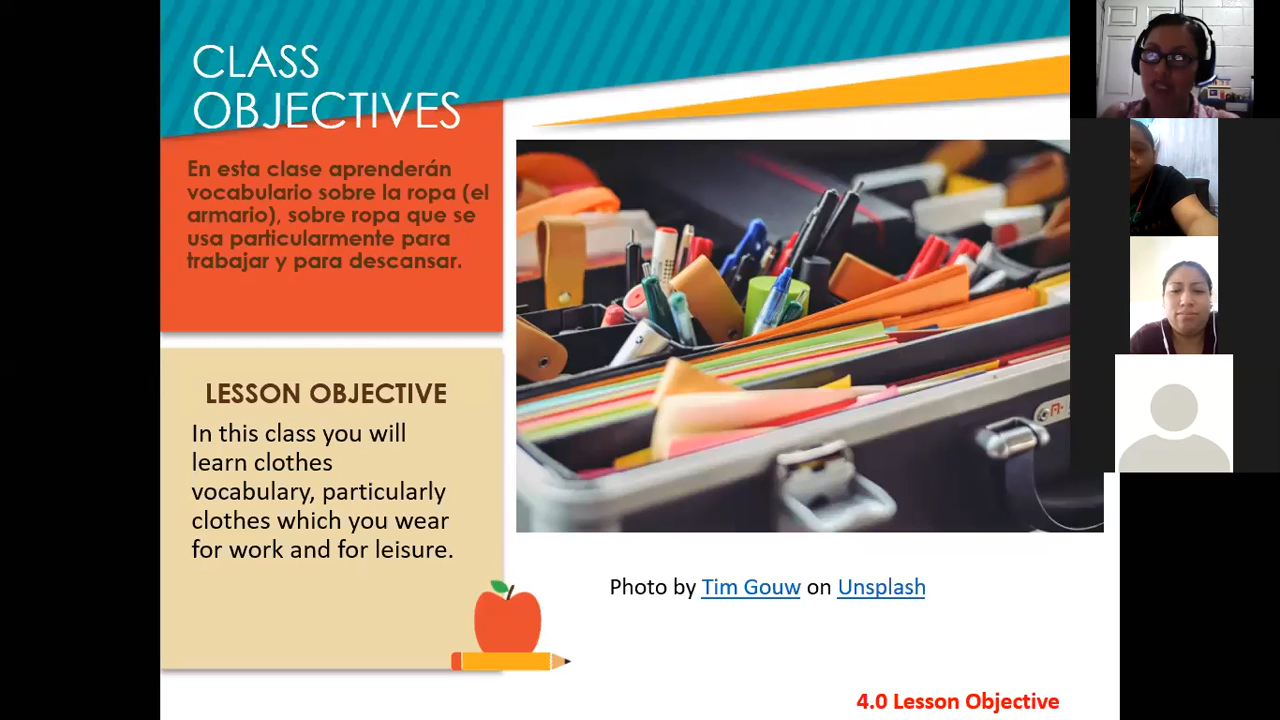 CLASS
OBJECTIVES
En esta clase aprenderán
vocabulario sobre la ropa (el
armario), sobre ropa que se
usa particularmente para
trabajar y para descansar.
LESSON OBJECTIVE
In this class you will
learn clothes
vocabulary, particularly
clothes which you wear
for work and for leisure.
Photo by Tim Gouw on Unsplash
4.0 Lesson Objective